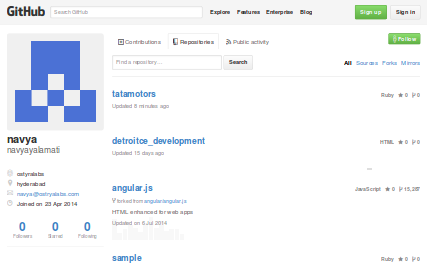 GitHub
Search GitHub
Explore Features Enterprise Blog
Sign up Sign in
Contributions Repositories Public activity
Follow
Find a repository...
Search
All Sources Forks Mirrors
tatamotors
Ruby 0 0
Updated 5 minutes ago
navya
navyayalamati
detroitce_development
HTML 0 0
Updated 15 days ago
ostryalabs
hyderabad
navya@ostryalabs.com
Joined on 23 Apr 2014
angular.js
JavaScript 0 15,287
forked from angular/angular.js
HTML enhanced for web apps
Updated on 6 Jul 2014
0 0 0
Followers Starred Following
sample
Ruby 0 0